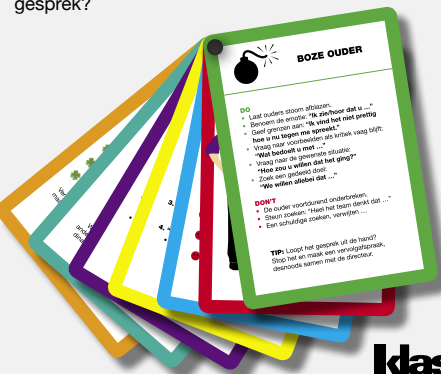 gesprek?
BOZE OUDER
DO
• Laat ouders stoom afblazen.
• Benoem de emotie: "Ik zie/hoor dat u …"
• Geef grenzen aan: "Ik vind het niet prettig
hoe u nu tegen me spreekt."
• Vraag naar voorbeelden als kritiek vaag blijft:
"Wat bedoelt u met …"
• Vraag naar de gewenste situatie:
"Hoe zou u willen dat het ging?"
• Zoek een gedeeld doel:
"We willen allebei dat …"
DON'T
• De ouder voortdurend onderbreken.
• Steun zoeken: "Heel het team denkt dat …"
• Een schuldige zoeken, verwijten …
TIP: Loopt het gesprek uit de hand?
Stop het en maak een vervolgafspraak,
desnoods samen met de directeur.
3.
4.
klas